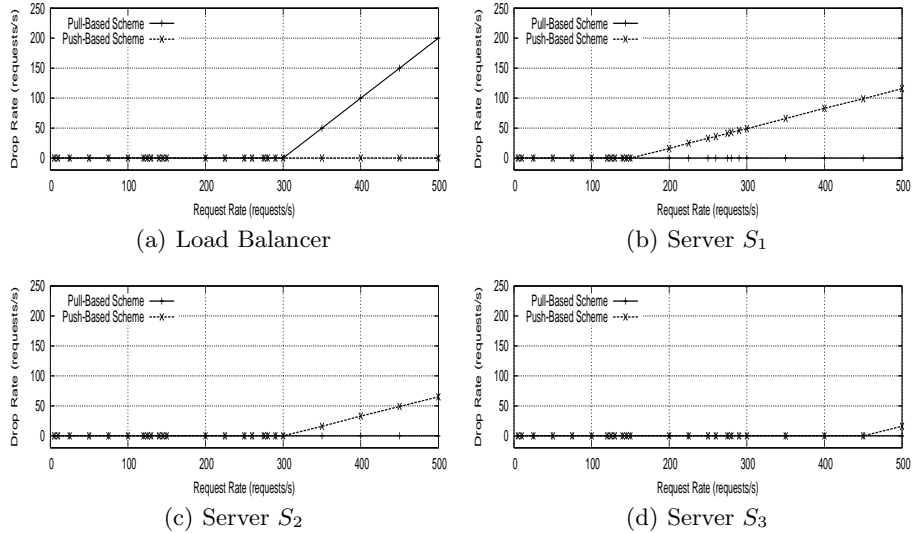 Drop Rate (requests/s)
250
200
150
100
50
0
Pull-Based Scheme
Push-Based Scheme
0 100 200 300 400 500
Request Rate (requests/s)
(a) Load Balancer
Drop Rate (requests/s)
250
200
150
100
50
0
Pull-Based Scheme
Push-Based Scheme
0 100 200 300 400 500
Request Rate (requests/s)
(b) Server S1
Drop Rate (requests/s)
250
200
150
100
50
0
Pull-Based Scheme
Push-Based Scheme
0 100 200 300 400 500
Request Rate (requests/s)
(c) Server S2
Drop Rate (requests/s)
250
200
150
100
50
0
Pull-Based Scheme
Push-Based Scheme
0 100 200 300 400 500
Request Rate (requests/s)
(d) Server S3